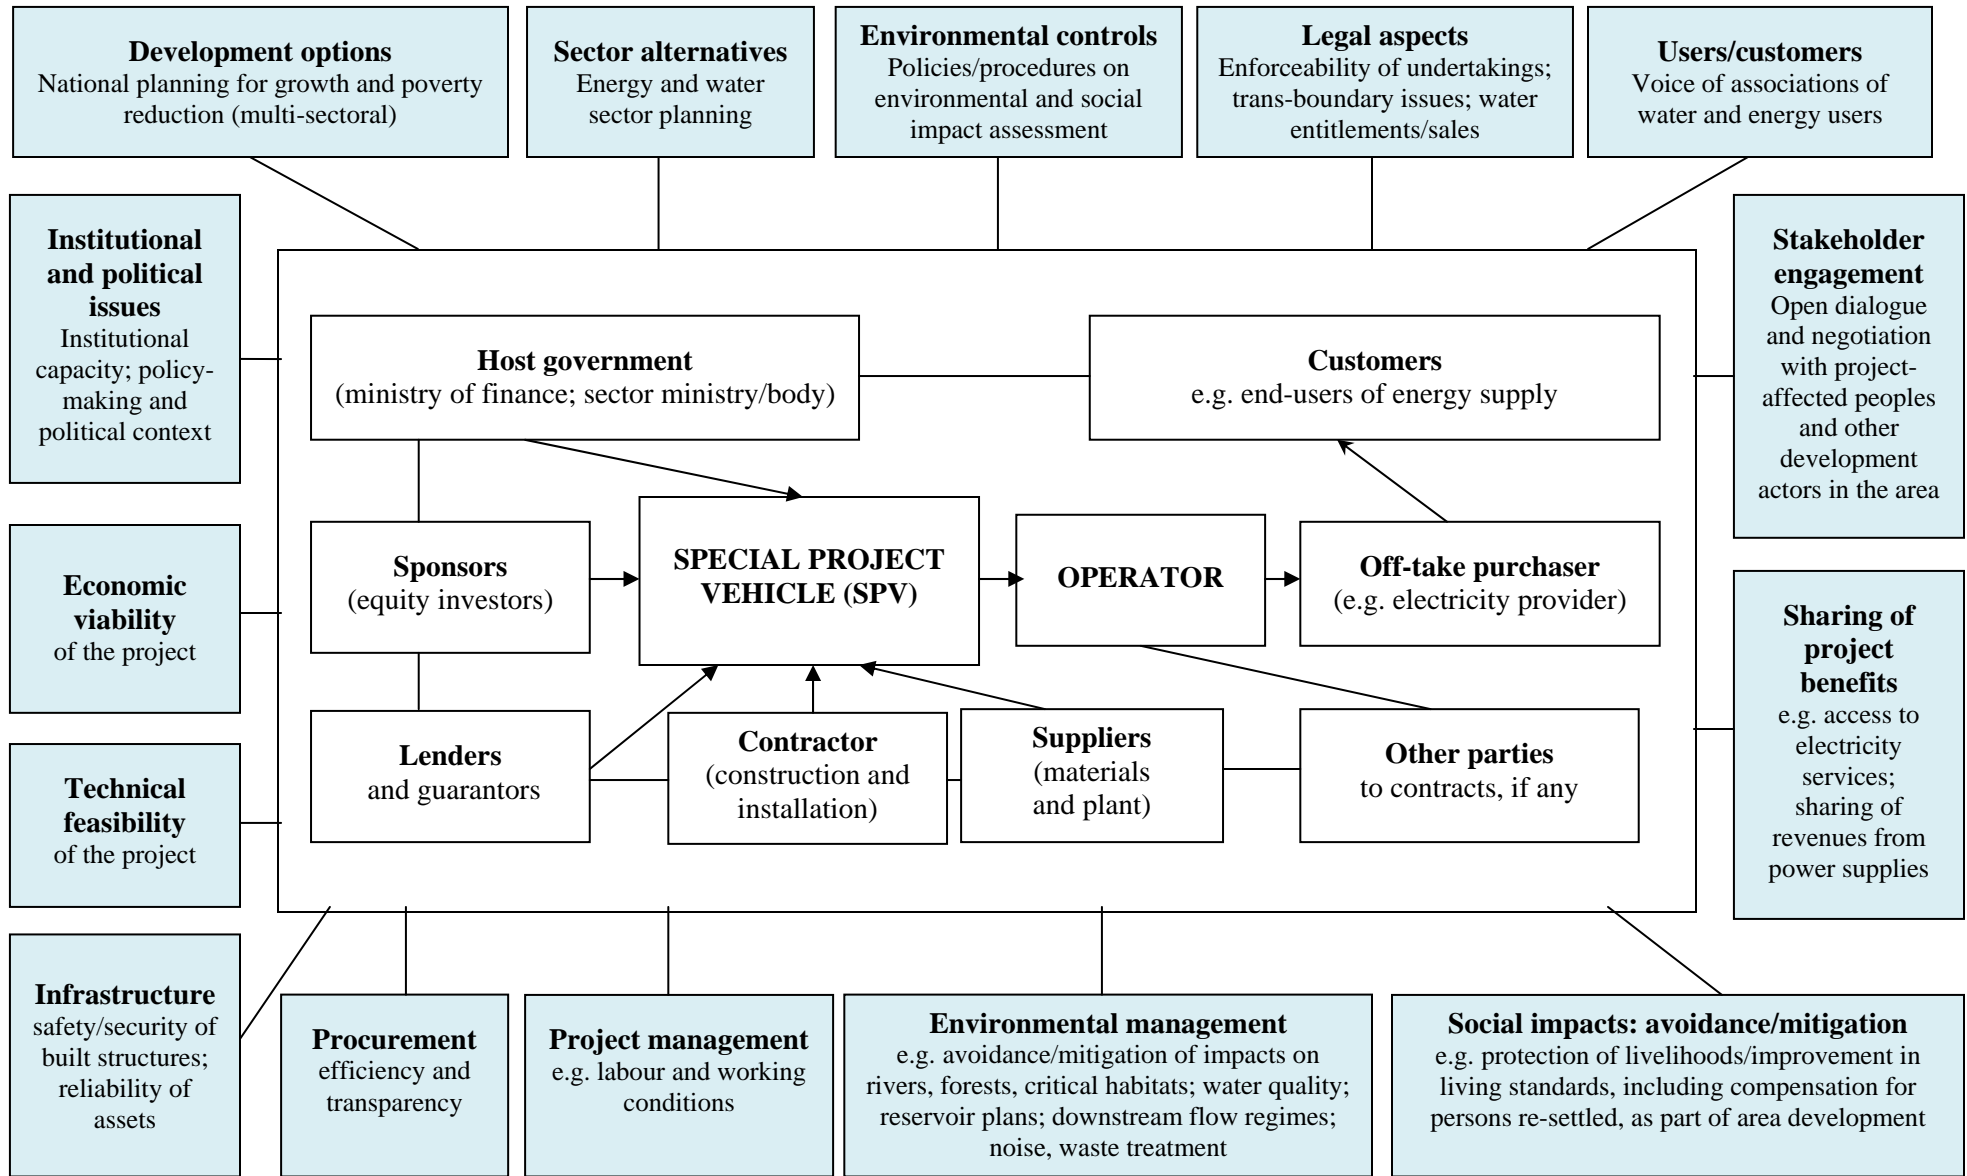 Development options
National planning for growth and poverty
reduction (multi-sectoral)
Sector alternatives
Energy and water
sector planning
Environmental controls
Policies/procedures on
environmental and social
impact assessment
Legal aspects
Enforceability of undertakings;
trans-boundary issues; water
entitlements/sales
Users/customers
Voice of associations of
water and energy users
Institutional
and political
issues
Institutional
capacity; policy-
making and
political context
Stakeholder
engagement
Open dialogue
and negotiation
with project-
affected peoples
and other
development
actors in the area
Host government
(ministry of finance; sector ministry/body)
Customers
e.g. end-users of energy supply
Economic
viability
of the project
Sponsors
(equity investors)
SPECIAL PROJECT
VEHICLE (SPV)
OPERATOR
Off-take purchaser
(e.g. electricity provider)
Sharing of
project
benefits
e.g. access to
electricity
services;
sharing of
revenues from
power supplies
Technical
feasibility
of the project
Lenders
and guarantors
Contractor
(construction and
installation)
Suppliers
(materials
and plant)
Other parties
to contracts, if any
Infrastructure
safety/security of
built structures;
reliability of
assets
Procurement
efficiency and
transparency
Project management
e.g. labour and working
conditions
Environmental management
e.g. avoidance/mitigation of impacts on
rivers, forests, critical habitats; water quality;
reservoir plans; downstream flow regimes;
noise, waste treatment
Social impacts: avoidance/mitigation
e.g. protection of livelihoods/improvement in
living standards, including compensation for
persons re-settled, as part of area development